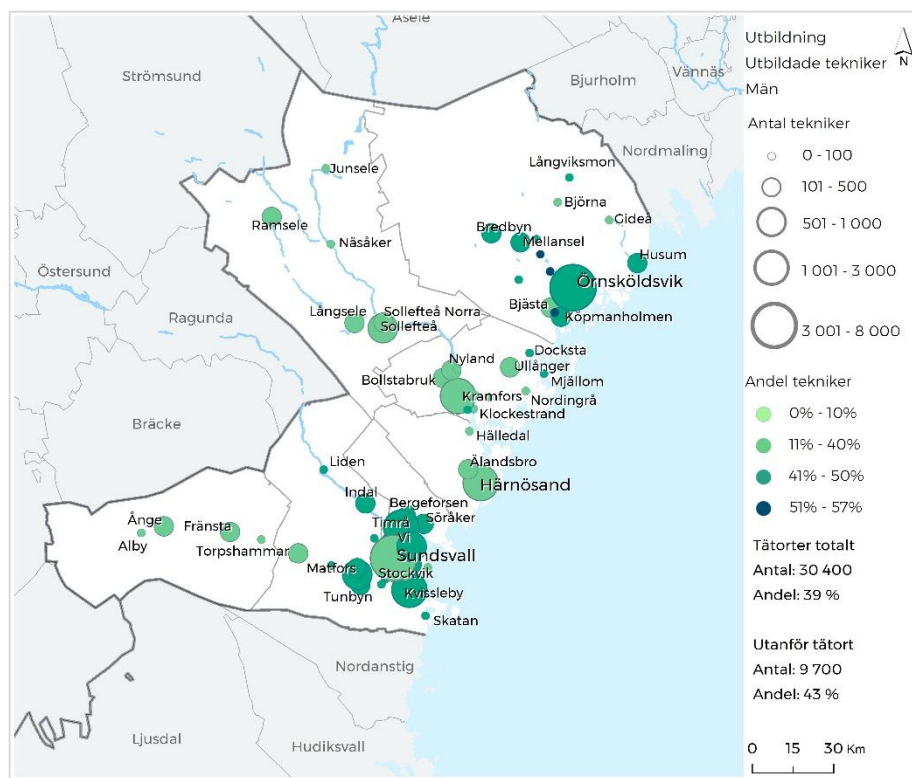 Åsele
Strömsund
Bjurholm
Vännäs
Nordmaling
Långviksmon
Junsele
Björna
Gideå
Ramsele
Bredbyn
Mellansel
Näsåker
Husum
Östersund
Örnsköldsvik
Ragunda
Långsele
Sollefteå Norra
Sollefteå
Bjästa
Köpmanholmen
Docksta
Nyland
Ullånger
Bollstabruk
Mjällom
Kramfors
Nordingrå
Klockestrand
Bräcke
Hälledal
Liden
Älandsbro
Härnösand
Indal
Bergeforsen
Ånge
Fränsta
Timrå
Söråker
Alby
Torpshammar
Vi
Sundsvall
Matfors
Stockvik
Tunbyn
Kvissleby
Skatan
Nordanstig
Ljusdal
Hudiksvall
Utbildning
Utbildade tekniker
N
Män
Antal tekniker
0 - 100
101 - 500
501 - 1 000
1 001 - 3 000
3 001 - 8 000
Andel tekniker
0% - 10%
11% - 40%
41% - 50%
51% - 57%
Tätorter totalt
Antal: 30 400
Andel: 39 %
Utanför tätort
Antal: 9 700
Andel: 43 %
0 15 30 Km